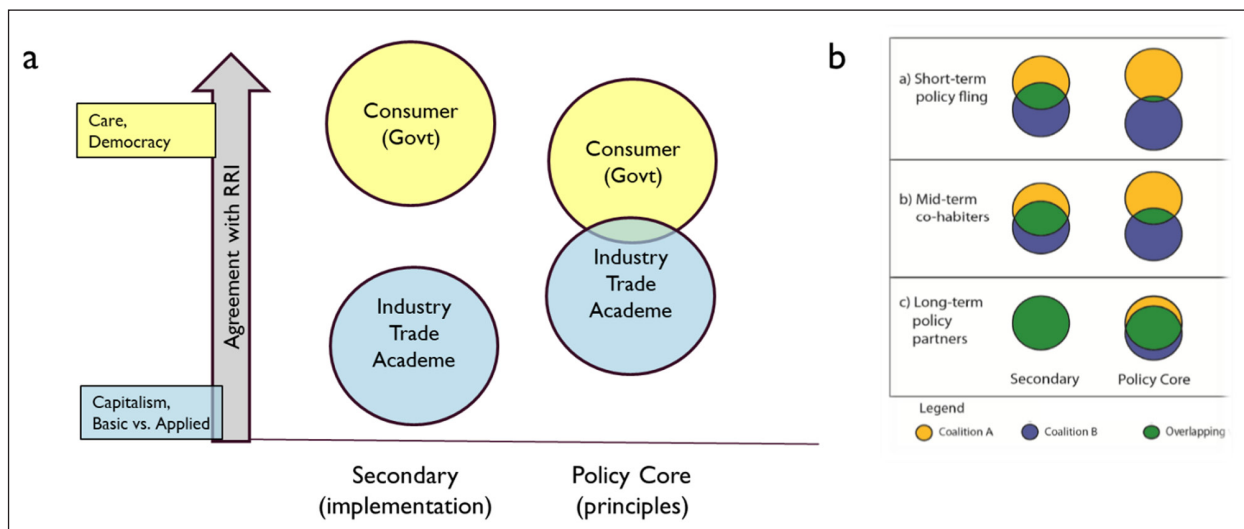 a
Care,
Democracy
Agreement with RRI
Capitalism,
Basic vs. Applied
Consumer
(Govt)
Industry
Trade
Academe
Consumer
(Govt)
Industry
Trade
Academe
Secondary
(implementation)
Policy Core
(principles)
b
a) Short-term
policy fling
b) Mid-term
co-habiters
c) Long-term
policy
partners
Secondary
Policy Core
Legend
Coalition A
Coalition B
Overlapping